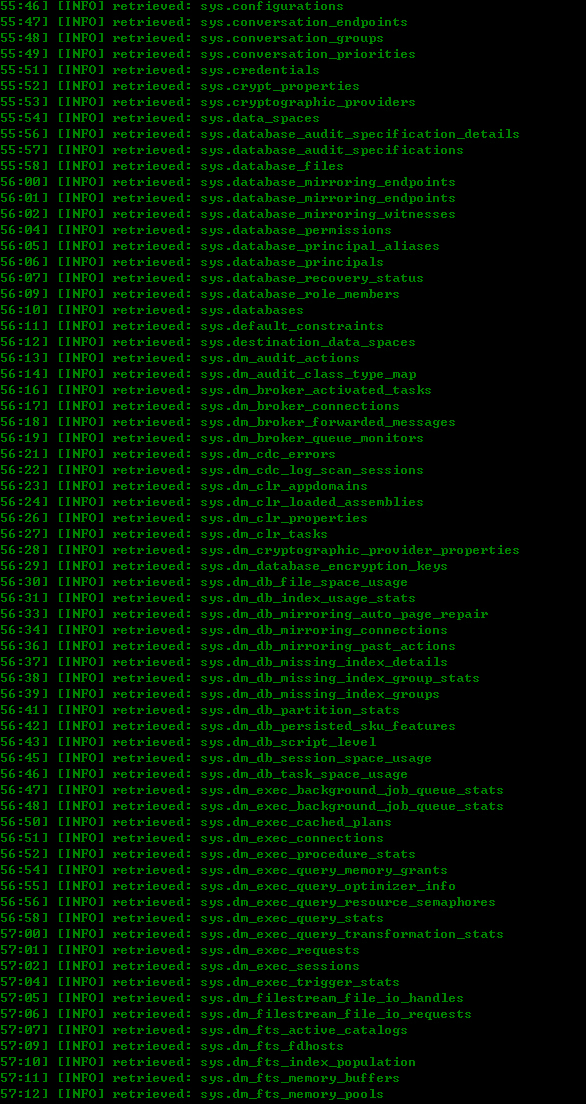 55:46] [INFO] retrieved: sys.configurations
55:47] [INFO] retrieved: sys.conversation_endpoints
55:48] [INFO] retrieved: sys.conversation_groups
55:49] [INFO] retrieved: sys.conversation_priorities
55:51] [INFO] retrieved: sys.credentials
55:52] [INFO] retrieved: sys.crypt_properties
55:53] [INFO] retrieved: sys.cryptographic_providers
55:54] [INFO] retrieved: sys.data_spaces
55:56] [INFO] retrieved: sys.database_audit_specification_details
55:57] [INFO] retrieved: sys.database_audit_specifications
55:58] [INFO] retrieved: sys.database_files
56:00] [INFO] retrieved: sys.database_mirroring_endpoints
56:01] [INFO] retrieved: sys.database_mirroring_endpoints
56:02] [INFO] retrieved: sys.database_mirroring_witnesses
56:04] [INFO] retrieved: sys.database_permissions
56:05] [INFO] retrieved: sys.database_principal_aliases
56:06] [INFO] retrieved: sys.database_principals
56:07] [INFO] retrieved: sys.database_recovery_status
56:09] [INFO] retrieved: sys.database_role_members
56:10] [INFO] retrieved: sys.databases
56:11] [INFO] retrieved: sys.default_constraints
56:12] [INFO] retrieved: sys.destination_data_spaces
56:13] [INFO] retrieved: sys.dm_audit_actions
56:14] [INFO] retrieved: sys.dm_audit_class_type_map
56:16] [INFO] retrieved: sys.dm_broker_activated_tasks
56:17] [INFO] retrieved: sys.dm_broker_connections
56:18] [INFO] retrieved: sys.dm_broker_forwarded_messages
56:19] [INFO] retrieved: sys.dm_broker_queue_monitors
56:21] [INFO] retrieved: sys.dm_cdc_errors
56:22] [INFO] retrieved: sys.dm_cdc_log_scan_sessions
56:23] [INFO] retrieved: sys.dm_clr_appdomains
56:24] [INFO] retrieved: sys.dm_clr_loaded_assemblies
56:26] [INFO] retrieved: sys.dm_clr_properties
56:27] [INFO] retrieved: sys.dm_clr_tasks
56:28] [INFO] retrieved: sys.dm_cryptographic_provider_properties
56:29] [INFO] retrieved: sys.dm_database_encryption_keys
56:30] [INFO] retrieved: sys.dm_db_file_space_usage
56:31] [INFO] retrieved: sys.dm_db_index_usage_stats
56:33] [INFO] retrieved: sys.dm_db_mirroring_auto_page_repair
56:34] [INFO] retrieved: sys.dm_db_mirroring_connections
56:36] [INFO] retrieved: sys.dm_db_mirroring_past_actions
56:37] [INFO] retrieved: sys.dm_db_missing_index_details
56:38] [INFO] retrieved: sys.dm_db_missing_index_group_stats
56:39] [INFO] retrieved: sys.dm_db_missing_index_groups
56:41] [INFO] retrieved: sys.dm_db_partition_stats
56:42] [INFO] retrieved: sys.dm_db_persisted_sku_features
56:43] [INFO] retrieved: sys.dm_db_script_level
56:45] [INFO] retrieved: sys.dm_db_session_space_usage
56:46] [INFO] retrieved: sys.dm_db_task_space_usage
56:47] [INFO] retrieved: sys.dm_exec_background_job_queue_stats
56:48] [INFO] retrieved: sys.dm_exec_background_job_queue_stats
56:50] [INFO] retrieved: sys.dm_exec_cached_plans
56:51] [INFO] retrieved: sys.dm_exec_connections
56:52] [INFO] retrieved: sys.dm_exec_procedure_stats
56:54] [INFO] retrieved: sys.dm_exec_query_memory_grants
56:55] [INFO] retrieved: sys.dm_exec_query_optimizer_info
56:56] [INFO] retrieved: sys.dm_exec_query_resource_semaphores
56:58] [INFO] retrieved: sys.dm_exec_query_stats
57:00] [INFO] retrieved: sys.dm_exec_query_transformation_stats
57:01] [INFO] retrieved: sys.dm_exec_requests
57:02] [INFO] retrieved: sys.dm_exec_sessions
57:04] [INFO] retrieved: sys.dm_exec_trigger_stats
57:05] [INFO] retrieved: sys.dm_filestream_file_io_handles
57:06] [INFO] retrieved: sys.dm_filestream_file_io_requests
57:07] [INFO] retrieved: sys.dm_fts_active_catalogs
57:09] [INFO] retrieved: sys.dm_fts_fdhosts
57:10] [INFO] retrieved: sys.dm_fts_index_population
57:11] [INFO] retrieved: sys.dm_fts_memory_buffers
57:12] [INFO] retrieved: sys.dm_fts_memory_pools